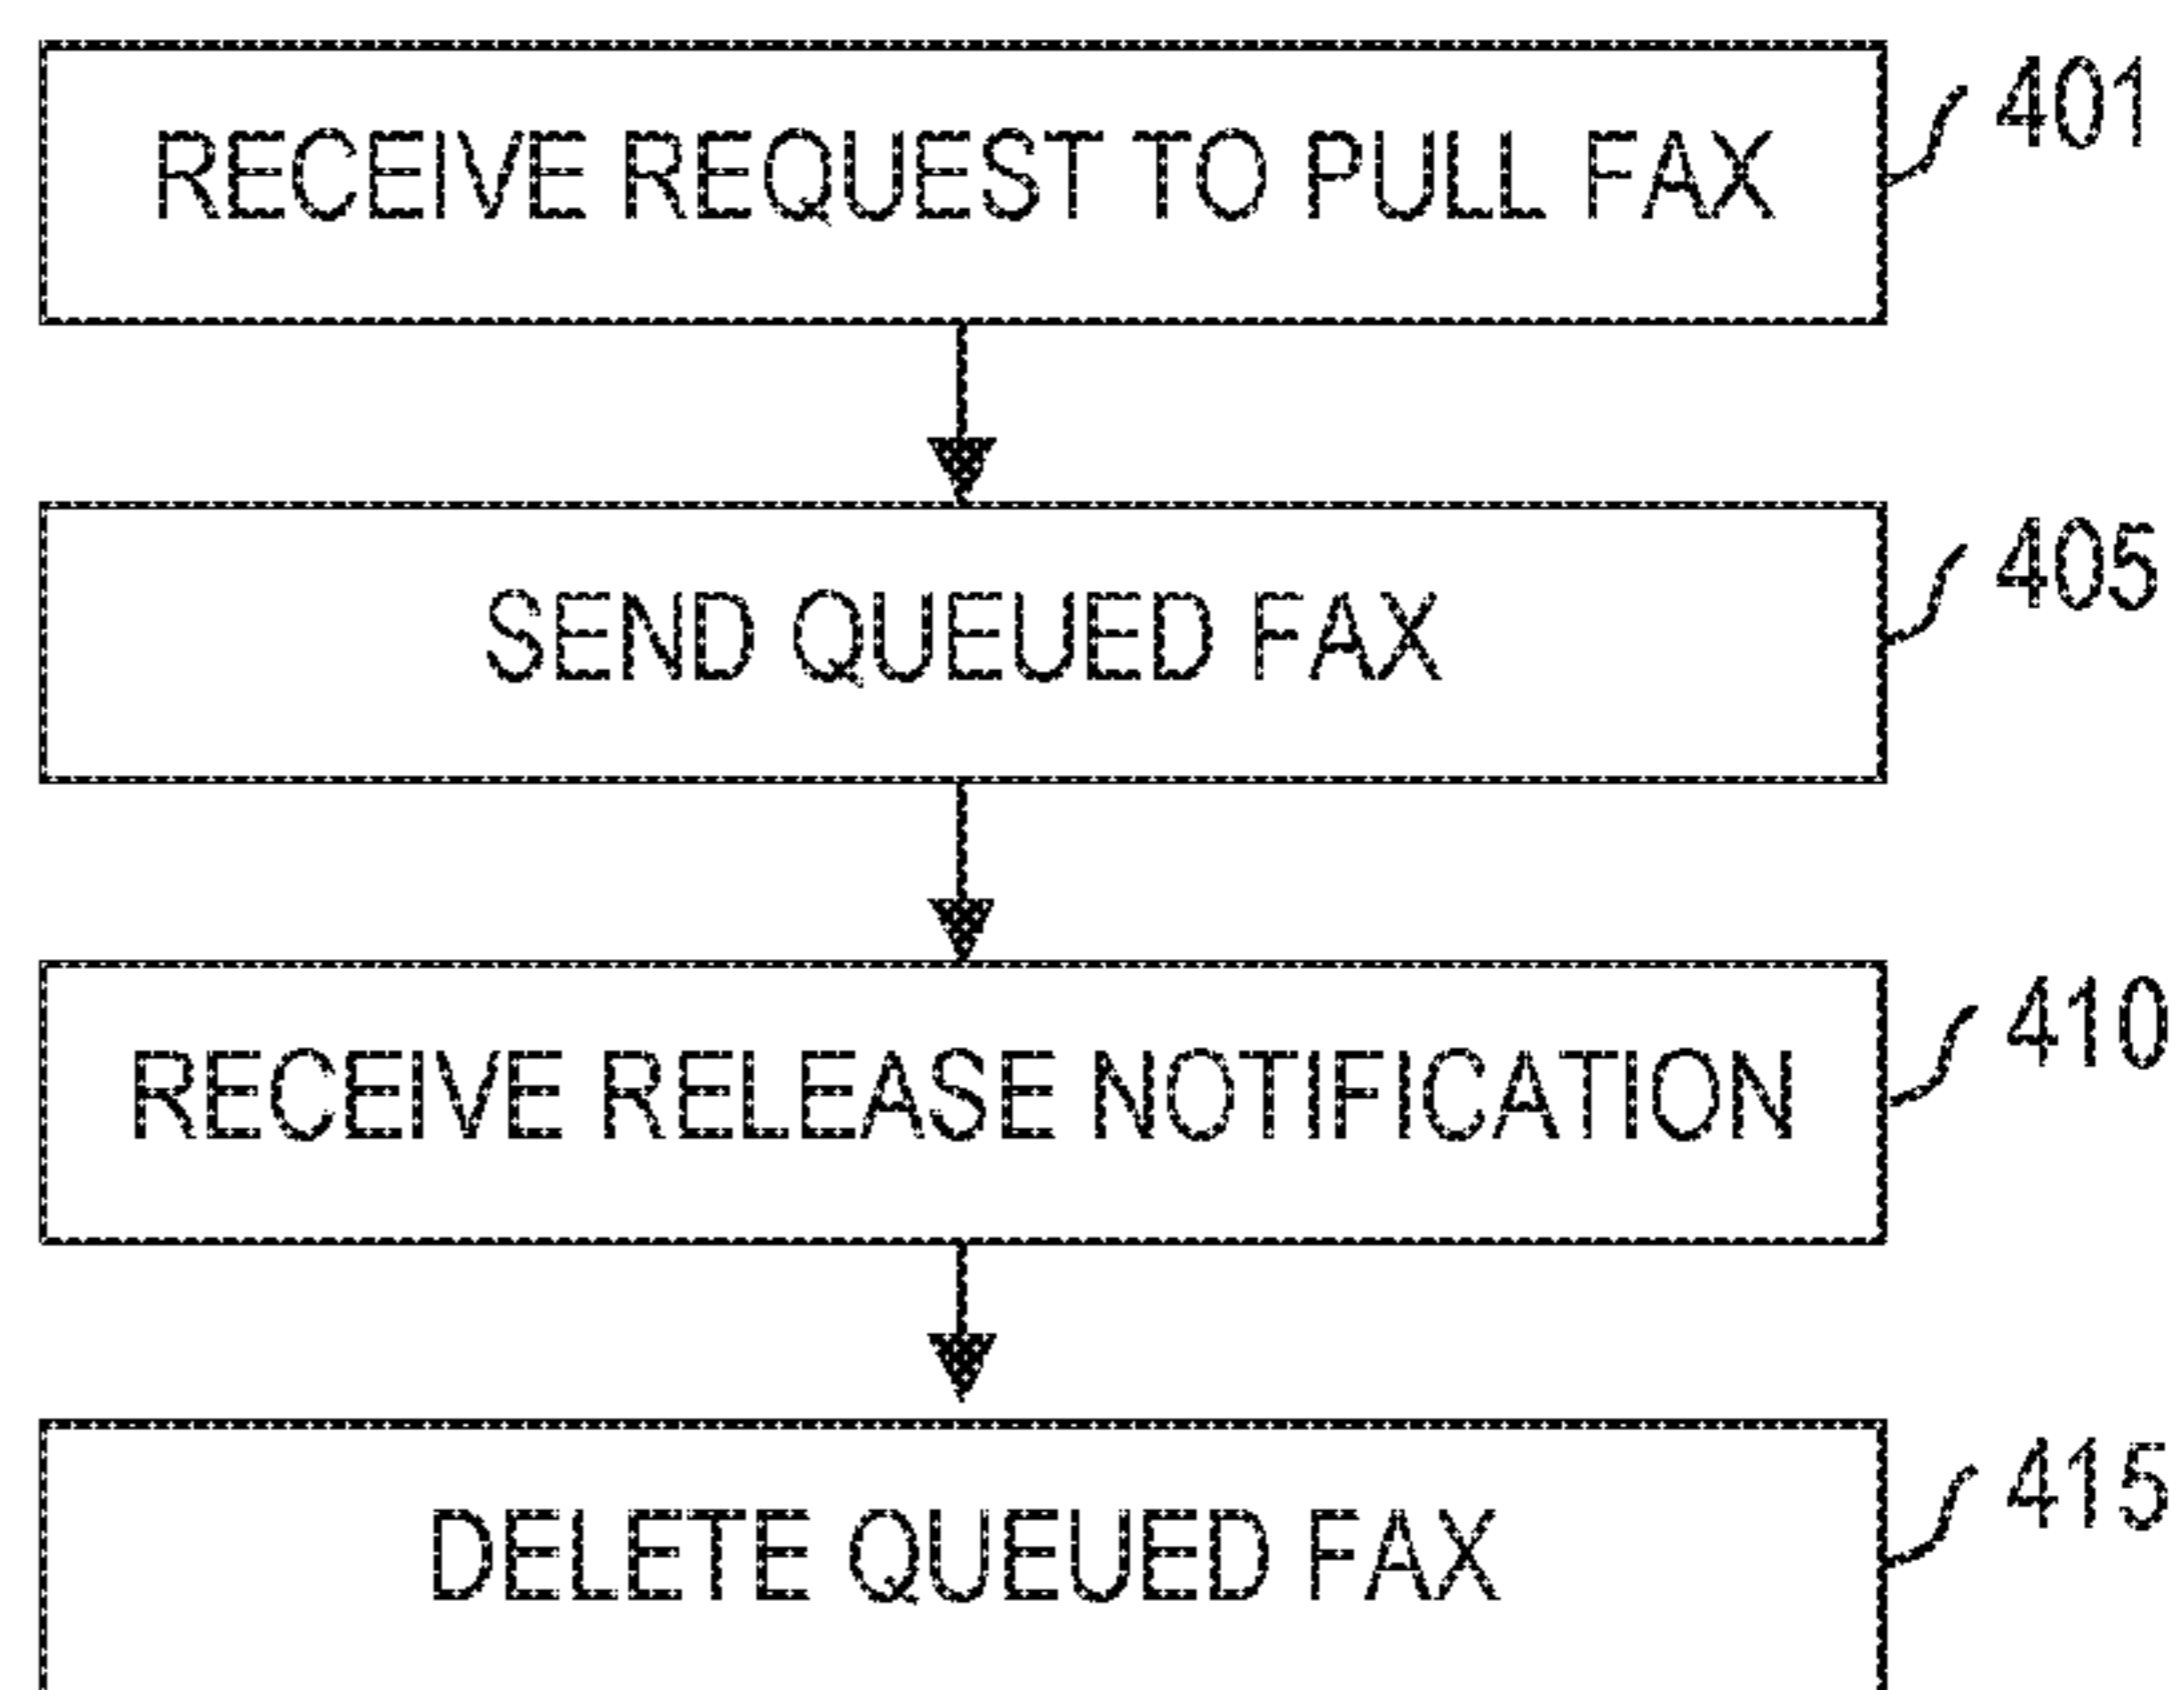 RECEIVE REQUEST TO PULL FAX
401
SEND QUEUED FAX
405
RECEIVE RELEASE NOTIFICATION
410
DELETE QUEUED FAX
415